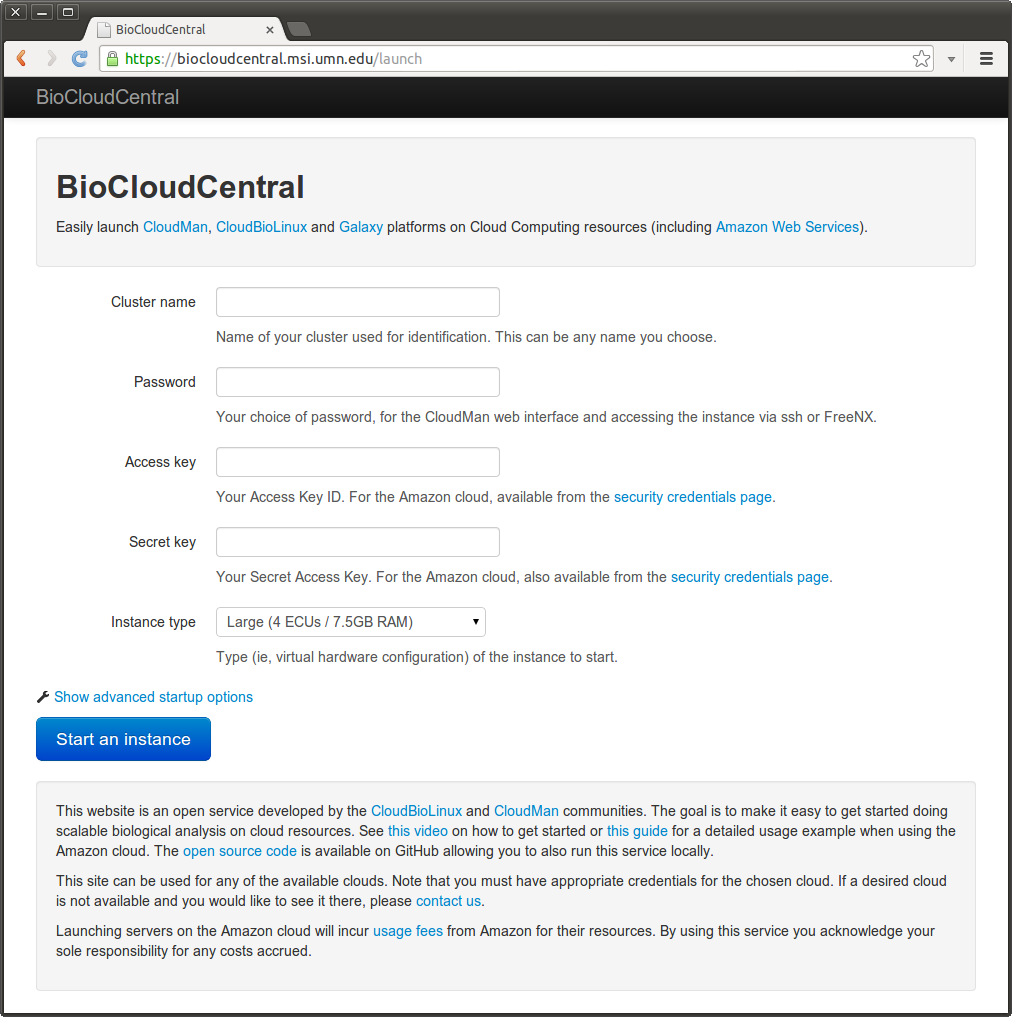 BioCloudCentral
https://biocloudcentral.msi.umn.edu/launch
BioCloudCentral
BioCloudCentral
Easily launch CloudMan, CloudBioLinux and Galaxy platforms on Cloud Computing resources (including Amazon Web Services).
Cluster name
Name of your cluster used for identification. This can be any name you choose.
Password
Your choice of password, for the CloudMan web interface and accessing the instance via ssh or FreeNX.
Access key
Your Access Key ID. For the Amazon cloud, available from the security credentials page.
Secret key
Your Secret Access Key. For the Amazon cloud, also available from the security credentials page.
Instance type
Large (4 ECUs / 7.5GB RAM)
Type (ie, virtual hardware configuration) of the instance to start.
Show advanced startup options
Start an instance
This website is an open service developed by the CloudBioLinux and CloudMan communities. The goal is to make it easy to get started doing
scalable biological analysis on cloud resources. See this video on how to get started or this guide for a detailed usage example when using the
Amazon cloud. The open source code is available on GitHub allowing you to also run this service locally.
This site can be used for any of the available clouds. Note that you must have appropriate credentials for the chosen cloud. If a desired cloud
is not available and you would like to see it there, please contact us.
Launching servers on the Amazon cloud will incur usage fees from Amazon for their resources. By using this service you acknowledge your
sole responsibility for any costs accrued.